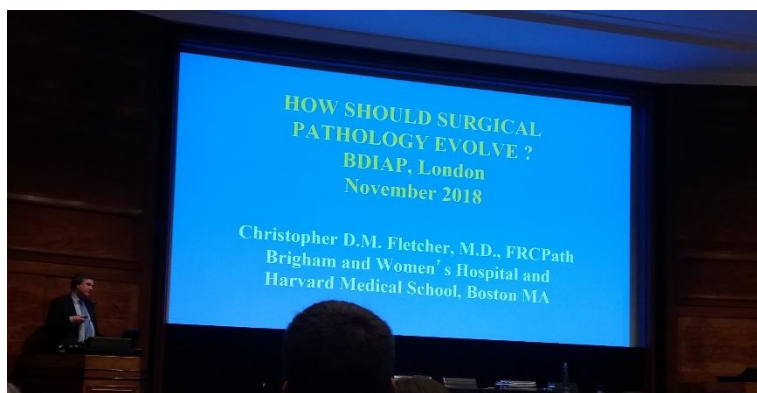 HOW SHOULD SURGICAL
PATHOLOGY EVOLVE ?
BDIAP, London
November 2018
Christopher D.M. Fletcher, M.D., FRCPath
Brigham and Women's Hospital and
Harvard Medical School, Boston MA